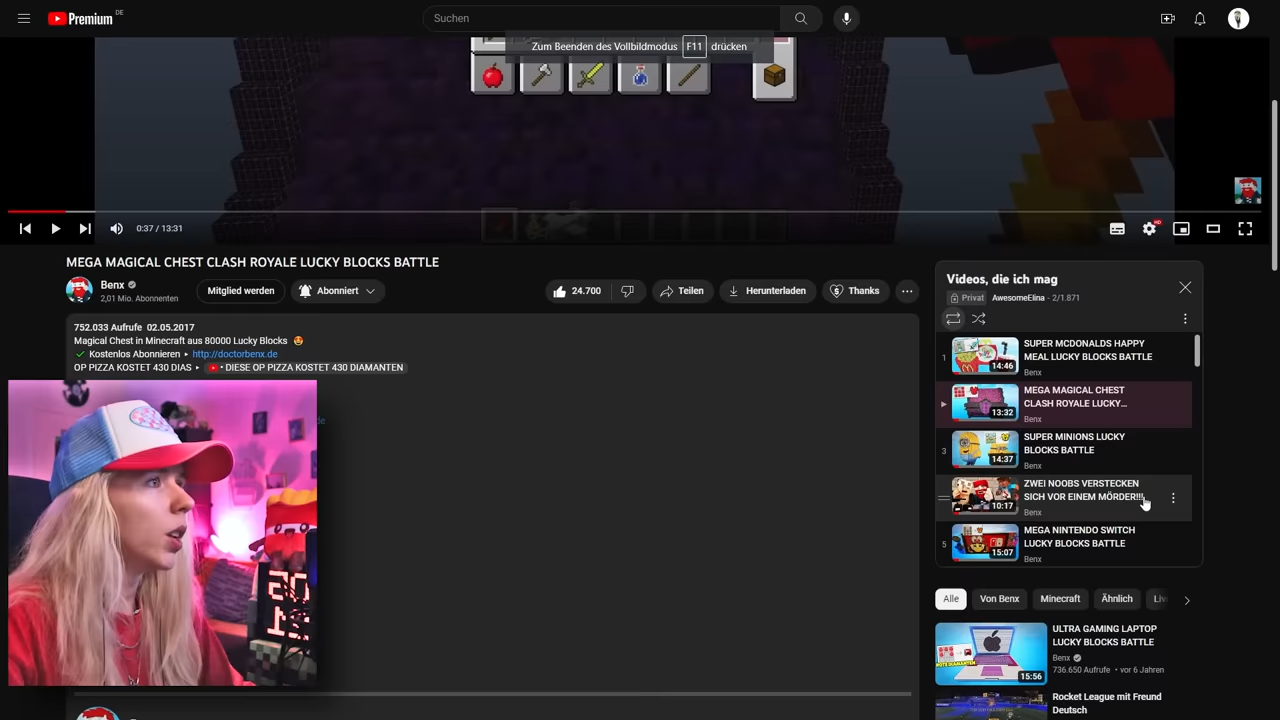 Premium DE
Suchen
Zum Beenden des Vollbildmodus F11 drücken
0:37 / 13:31
MEGA MAGICAL CHEST CLASH ROYALE LUCKY BLOCKS BATTLE
Benx
2,01 Mio. Abonnenten
Mitglied werden
Abonniert
24.700
Teilen
Herunterladen
Thanks
752.033 Aufrufe 02.05.2017
Magical Chest in Minecraft aus 80000 Lucky Blocks
Kostenlos Abonnieren ▸ http://doctorbenx.de
OP PIZZA KOSTET 430 DIAS ▸ • DIESE OP PIZZA KOSTET 430 DIAMANTEN
de
Videos, die ich mag
Privat AwesomeElina - 2/1.871
1
14:46
SUPER MCDONALDS HAPPY
MEAL LUCKY BLOCKS BATTLE
Benx
13:32
MEGA MAGICAL CHEST
CLASH ROYALE LUCKY...
Benx
3
14:37
SUPER MINIONS LUCKY
BLOCKS BATTLE
Benx
10:17
ZWEI NOOBS VERSTECKEN
SICH VOR EINEM MÖRDER!!!
Benx
5
15:07
MEGA NINTENDO SWITCH
LUCKY BLOCKS BATTLE
Benx
Alle
Von Benx
Minecraft
Ähnlich
Liv
15:56
ULTRA GAMING LAPTOP
LUCKY BLOCKS BATTLE
Benx
736.650 Aufrufe • vor 6 Jahren
Rocket League mit Freund
Deutsch